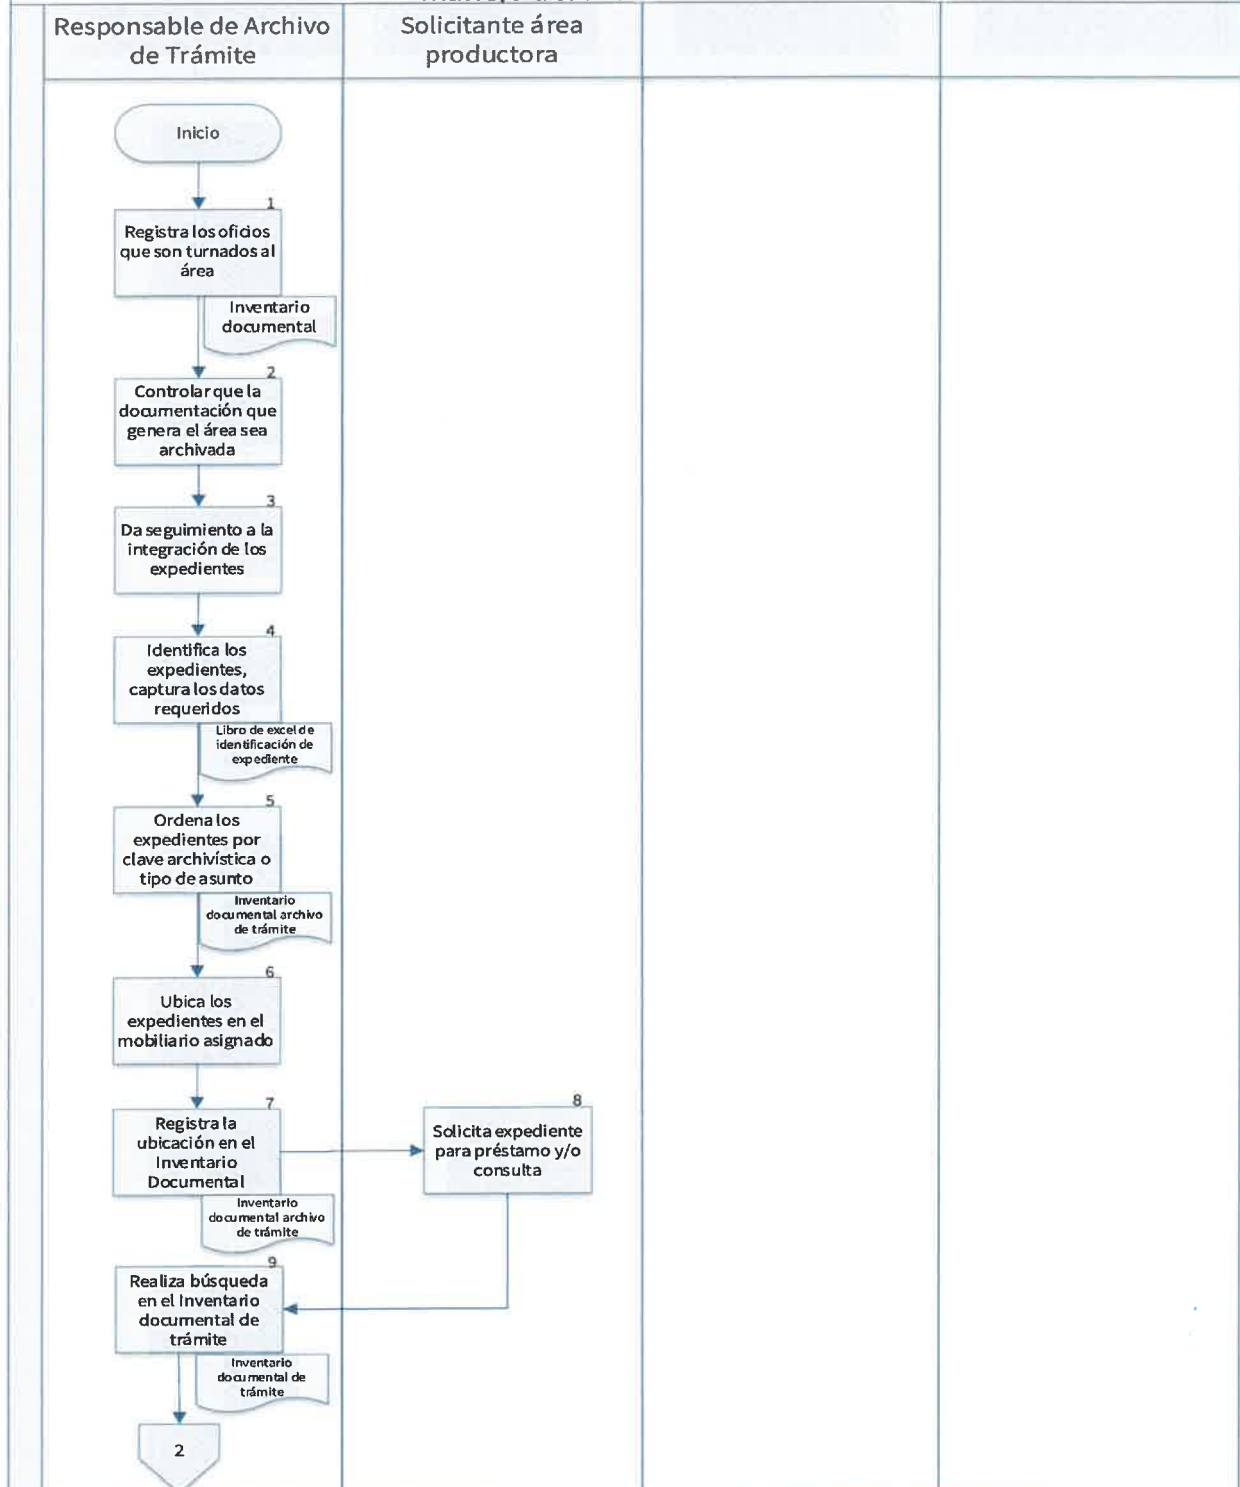 Responsable de Archivo
de Trámite
Solicitante área
productora
Inicio
1
Registra los oficios
que son turnados al
área
Inventario
documental
2
Controlar que la
documentación que
genera el área sea
archivada
3
Da seguimiento a la
integración de los
expedientes
4
Identifica los
expedientes,
captura los datos
requeridos
Libro de excel de
identificación de
expediente
5
Ordena los
expedientes por
clave archivística o
tipo de asunto
Inventario
documental archivo
de trámite
6
Ubica los
expedientes en el
mobiliario asignado
7
Registra la
ubicación en el
Inventario
Documental
Inventario
documental archivo
de trámite
8
Solicita expediente
para préstamo y/o
consulta
9
Realiza búsqueda
en el Inventario
documental de
trámite
Inventario
documental de
trámite
2